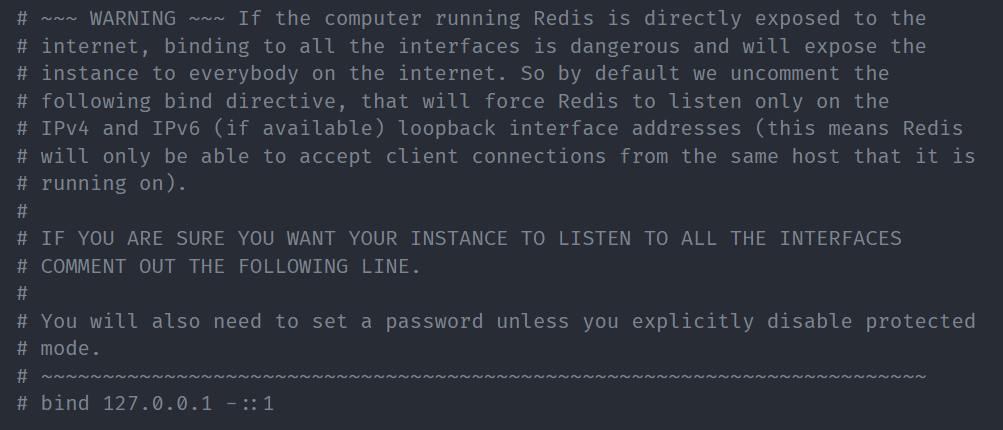 # ~~~ WARNING ~~~ If the computer running Redis is directly exposed to the
# internet, binding to all the interfaces is dangerous and will expose the
# instance to everybody on the internet. So by default we uncomment the
# following bind directive, that will force Redis to listen only on the
# IPv4 and IPv6 (if available) loopback interface addresses (this means Redis
# will only be able to accept client connections from the same host that it is
# running on).
#
# IF YOU ARE SURE YOU WANT YOUR INSTANCE TO LISTEN TO ALL THE INTERFACES
# COMMENT OUT THE FOLLOWING LINE.
#
# You will also need to set a password unless you explicitly disable protected
# mode.
# ~~~~~~~~~~~~~~~~~~~~~~~~~~~~~~~~~~~~~~~~~~~~~~~~~~~~~~~~~~~~~~~~~~~~~~~~
# bind 127.0.0.1 -::1